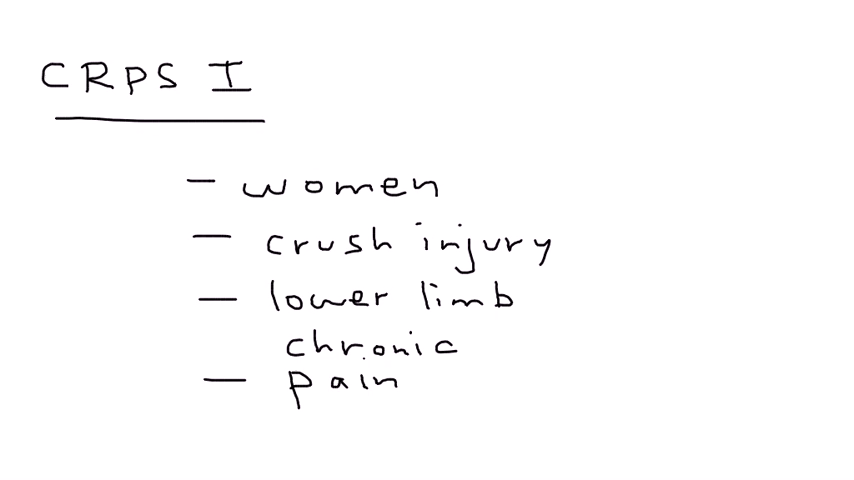 CRPS I
- women
- crush injury
- lower limb
chronic
- pain